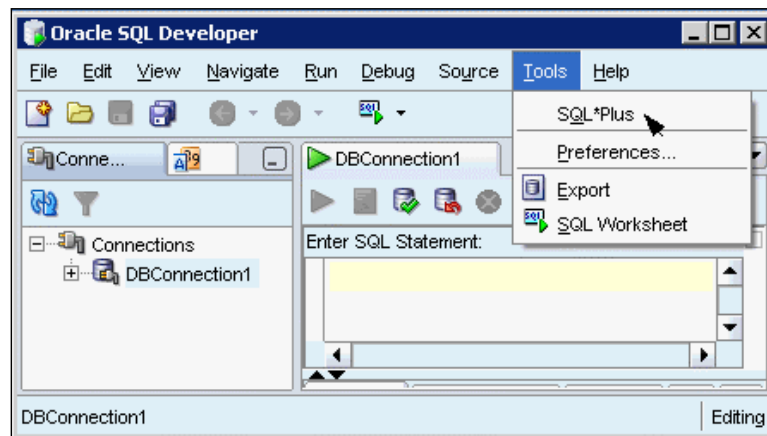 Oracle SQL Developer
File Edit View Navigate Run Debug Source Tools Help
SQL*Plus
Preferences...
Export
SQL Worksheet
Conne...
DBConnection1
Connections
DBConnection1
Enter SQL Statement:
DBConnection1
Editing